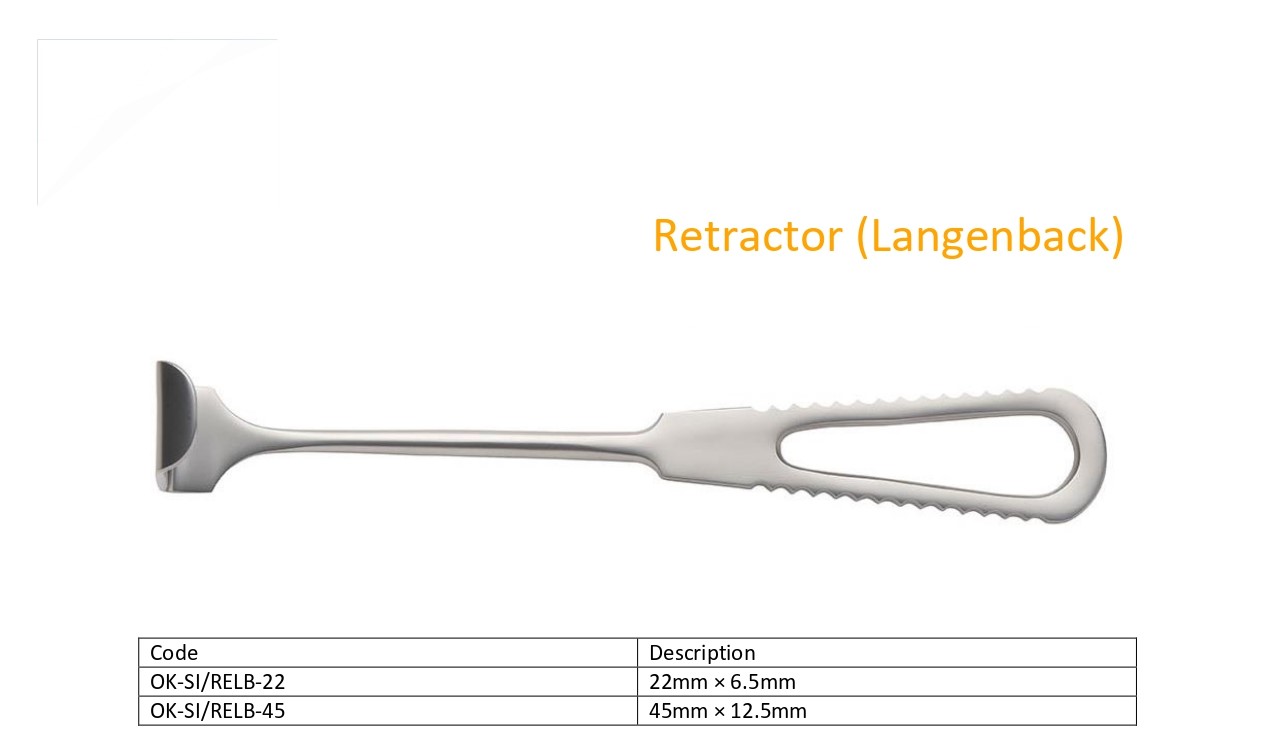 Retractor (Langenback)
Code Description
OK-SI/RELB-22 22mm × 6.5mm
OK-SI/RELB-45 45mm × 12.5mm